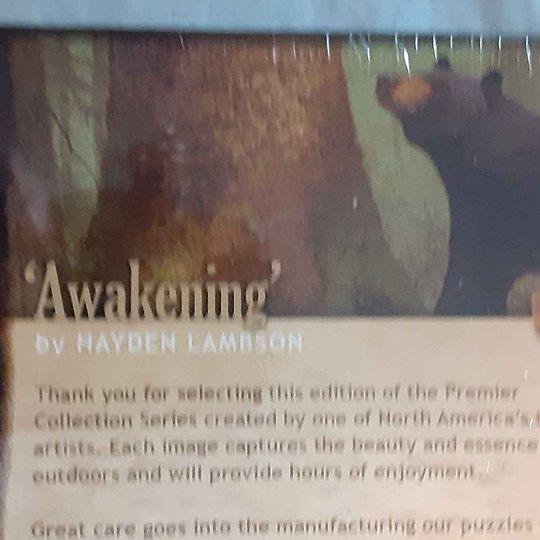 'Awakening'
by HAYDEN LAMBSON
Thank you for selecting this edition of the Premier
Collection Series created by one of North America's
artists. Each image captures the beauty and essence
outdoors and will provide hours of enjoyment.
Great care goes into the manufacturing our puzzles